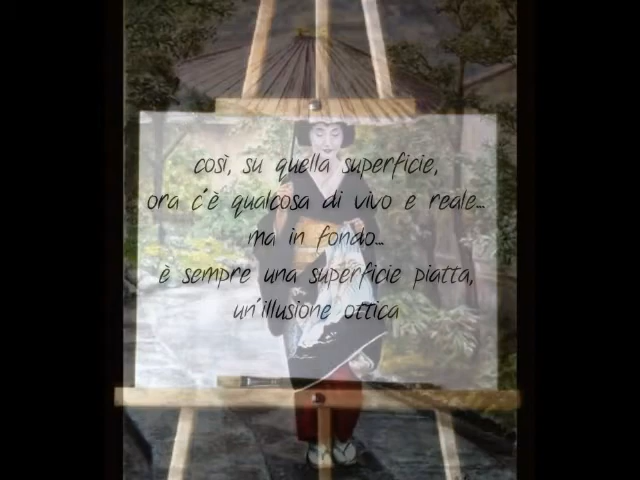 così, su quella superficie,
ora c'è qualcosa di vivo e reale...
ma in fondo...
è sempre una superficie piatta,
un'illusione ottica